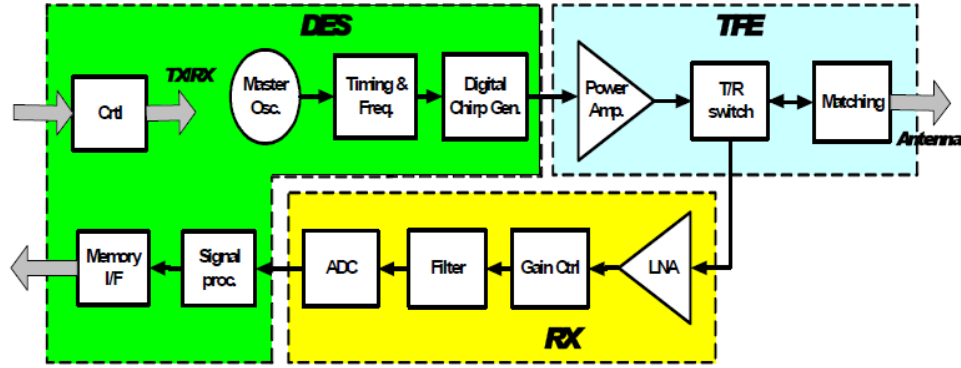 DES
TFE
TX/RX
Crtl
Master
Osc.
Timing &
Freq.
Digital
Chirp Gen.
Power
Amp.
T/R
switch
Matching
Antenna
Memory
I/F
Signal
proc.
ADC
Filter
Gain Ctrl
LNA
RX